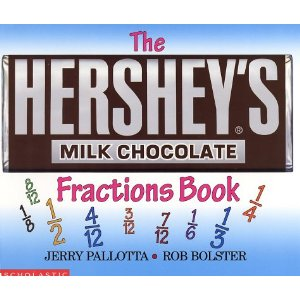 The
HERSHEY'S®
MILK CHOCOLATE
Fractions Book
8/12 1/8 1/2 4/12 3/12 7/12 1/6 1/3 1/4
JERRY PALLOTTA • ROB BOLSTER
SCHOLASTIC